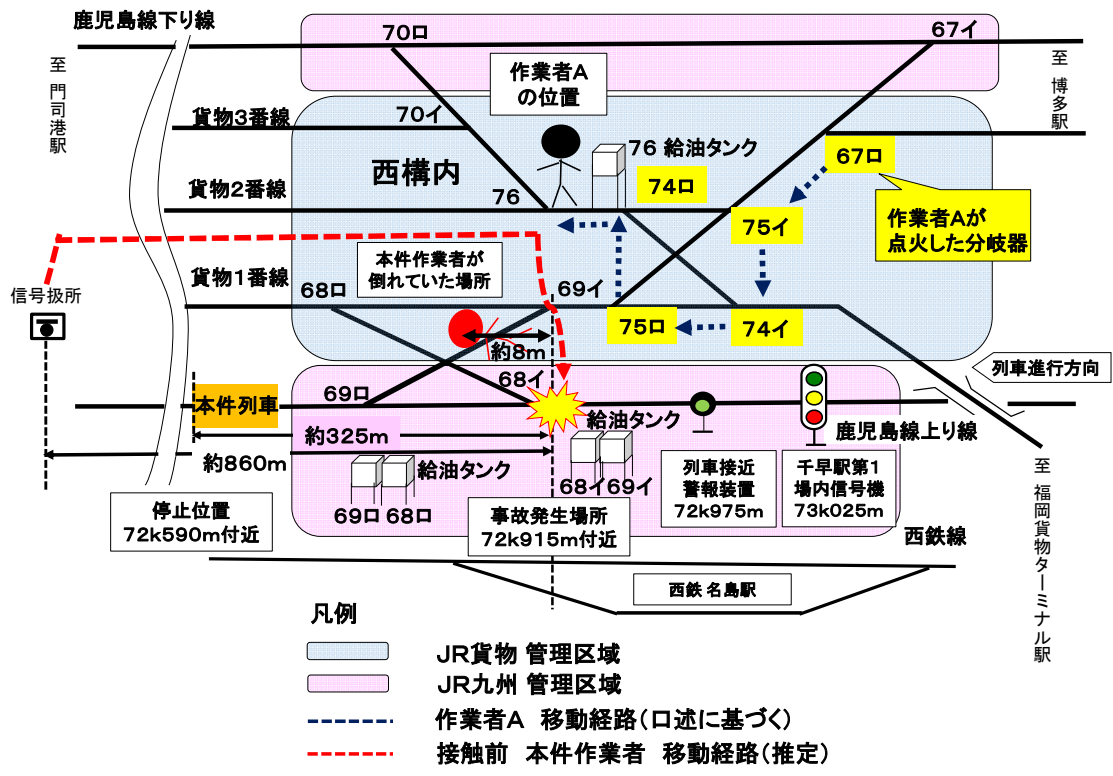 鹿児島線下り線
70ロ
67イ
至 門司港駅
作業者A
の位置
至 博多駅
貨物3番線
70イ
西構内
76 給油タンク
67ロ
74ロ
貨物2番線
76
75イ
作業者Aが
点火した分岐器
本件作業者が
倒れていた場所
貨物1番線
68ロ
69イ
信号扱所
75ロ
74イ
約8m
列車進行方向
68イ
69ロ
本件列車
給油タンク
鹿児島線上り線
約325m
約860m
給油タンク
68イ 69イ
69ロ 68ロ
列車接近
警報装置
72k975m
千早駅第1
場内信号機
73k025m
至 福岡貨物ターミナル駅
停止位置
72k590m付近
事故発生場所
72k915m付近
西鉄線
西鉄 名島駅
凡例
JR貨物 管理区域
JR九州 管理区域
作業者A 移動経路(口述に基づく)
接触前 本件作業者 移動経路(推定)